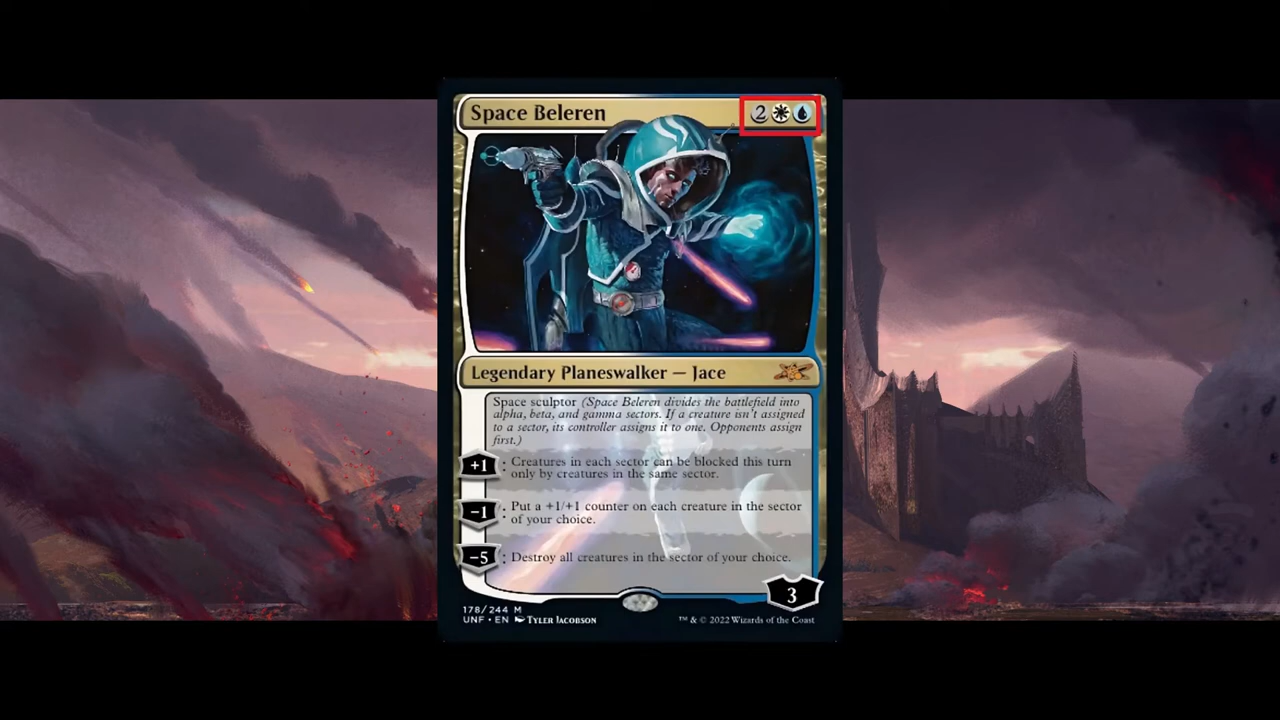 Space Beleren 2
Legendary Planeswalker — Jace
Space sculptor (Space Beleren divides the battlefield into
alpha, beta, and gamma sectors. If a creature isn't assigned
to a sector, its controller assigns it to one. Opponents assign
first.)
+1: Creatures in each sector can be blocked this turn
only by creatures in the same sector.
−1: Put a +1/+1 counter on each creature in the sector
of your choice.
−5: Destroy all creatures in the sector of your choice.
3
178/244 M
UNF • EN Tyler Jacobson
™ & © 2022 Wizards of the Coast